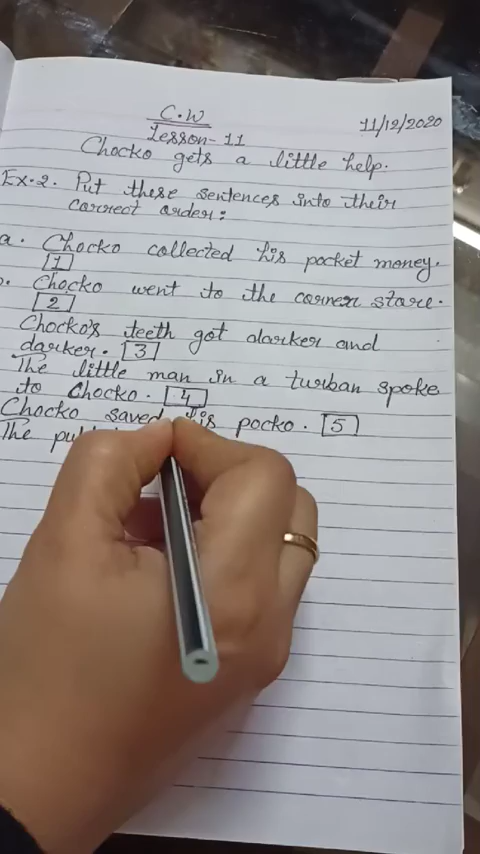 C.W
Lesson-11
11/12/2020
Chocko gets a little help.
Ex.2. Put these sentences into their
correct order:
a. Chocko collected his pocket money.
1
Chocko went to the corner store.
2
Chocko's teeth got darker and
darker. 3
The little man in a turban spoke
to Chocko. 4
Chocko saved his pocko. 5
The